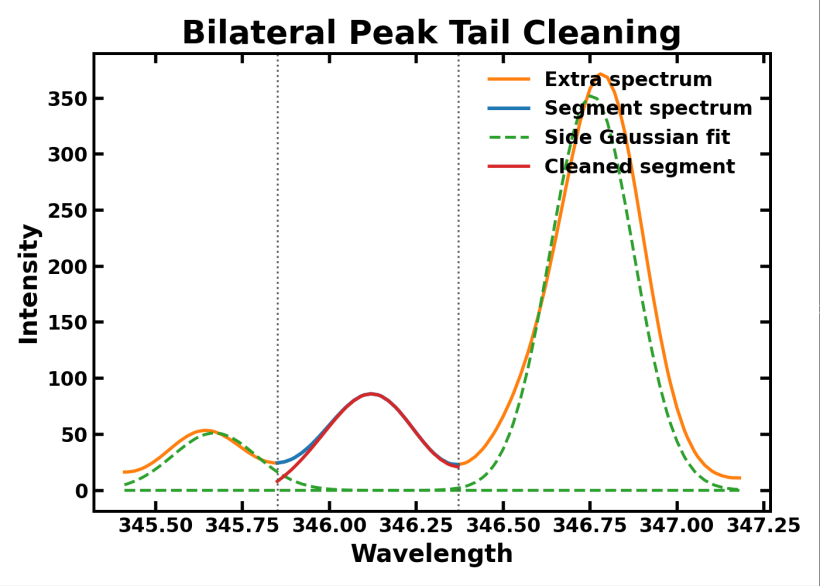 Bilateral Peak Tail Cleaning
Extra spectrum
Segment spectrum
Side Gaussian fit
Cleaned segment
350
300
250
200
150
100
50
0
Intensity
345.50 345.75 346.00 346.25 346.50 346.75 347.00 347.25
Wavelength